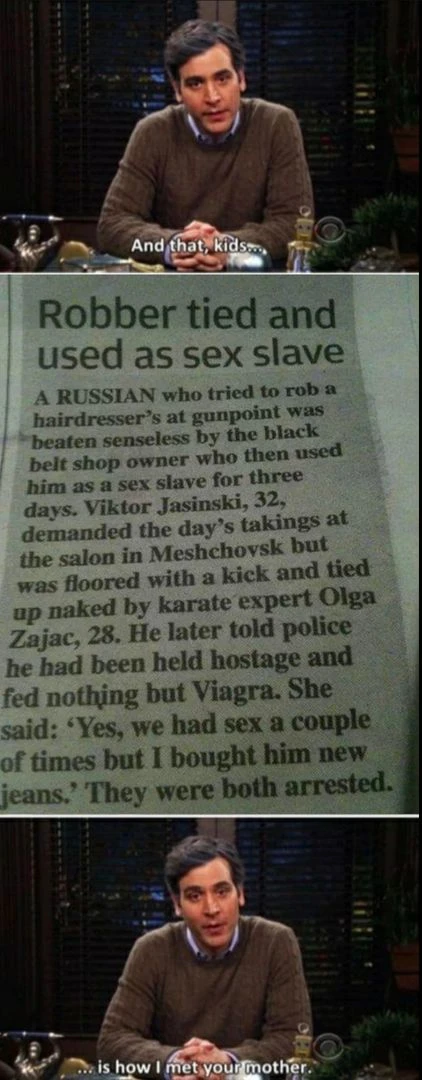 And that, kids...
Robber tied and
used as sex slave
A RUSSIAN who tried to rob a
hairdresser's at gunpoint was
beaten senseless by the black
belt shop owner who then used
him as a sex slave for three
days. Viktor Jasinski, 32,
demanded the day's takings at
the salon in Meshchovsk but
was floored with a kick and tied
up naked by karate expert Olga
Zajac, 28. He later told police
he had been held hostage and
fed nothing but Viagra. She
said: ‘Yes, we had sex a couple
of times but I bought him new
jeans.’ They were both arrested.
... is how I met your mother.